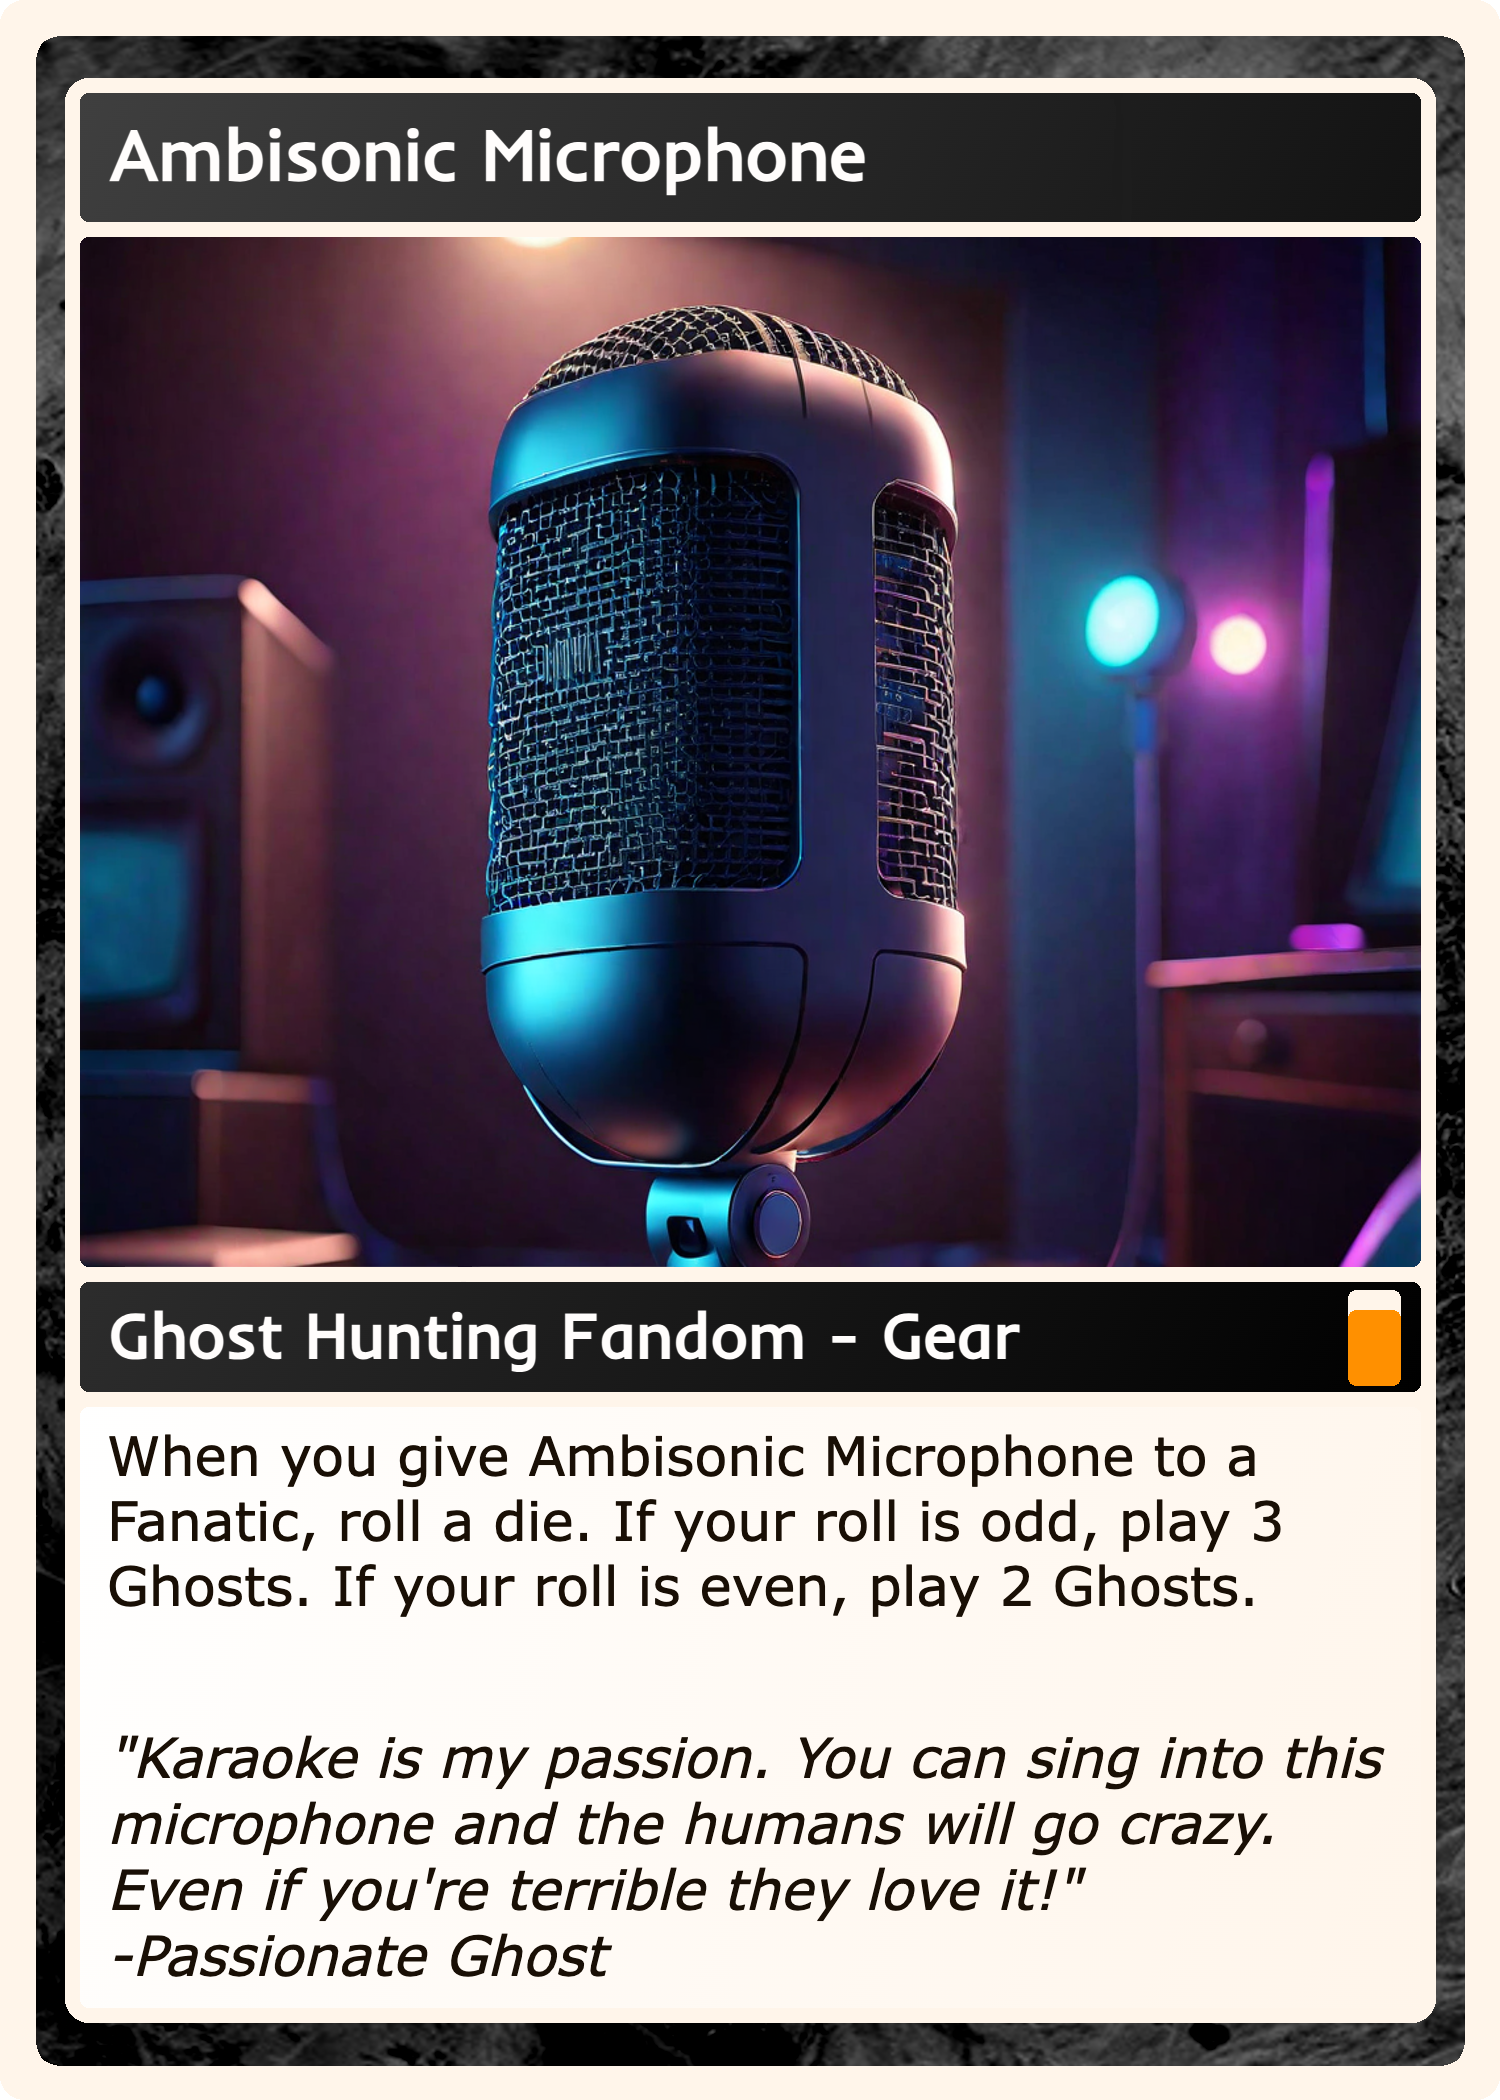 Ambisonic Microphone
Ghost Hunting Fandom - Gear
When you give Ambisonic Microphone to a
Fanatic, roll a die. If your roll is odd, play 3
Ghosts. If your roll is even, play 2 Ghosts.
"Karaoke is my passion. You can sing into this
microphone and the humans will go crazy.
Even if you're terrible they love it!"
-Passionate Ghost